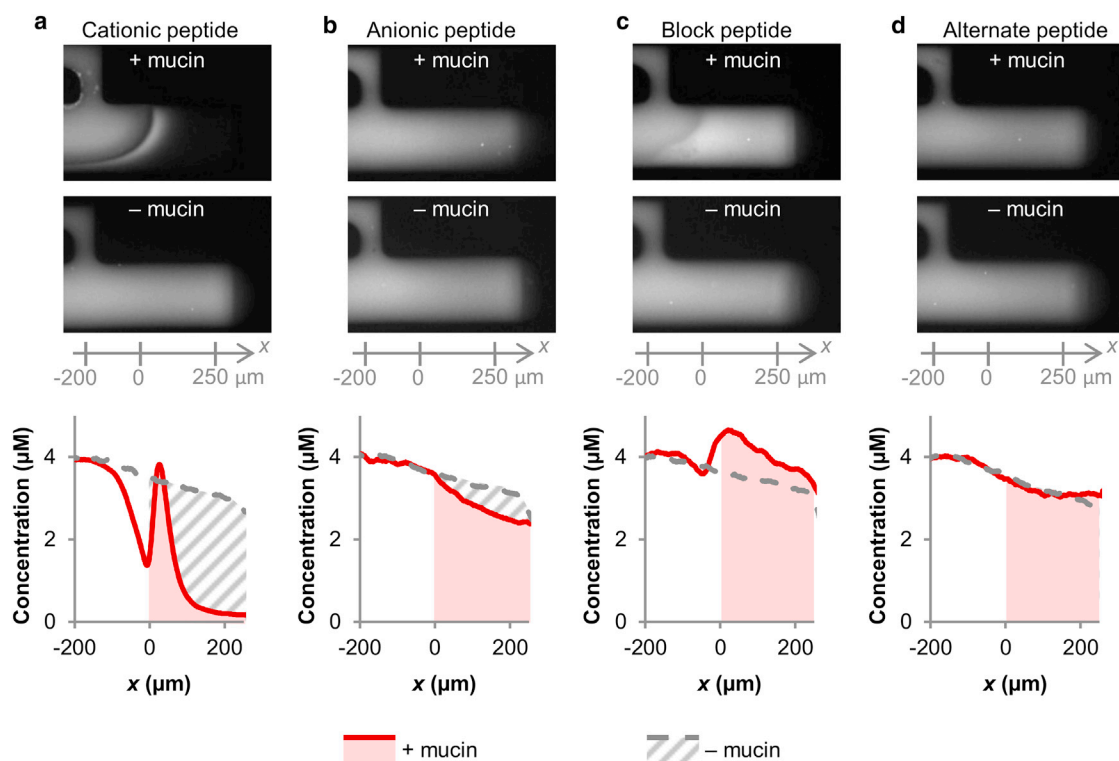 a b c d
Cationic peptide Anionic peptide Block peptide Alternate peptide
+ mucin + mucin + mucin + mucin
– mucin – mucin – mucin – mucin
x x x x
-200 0 250 µm -200 0 250 µm -200 0 250 µm -200 0 250 µm
Concentration (µM) Concentration (µM) Concentration (µM) Concentration (µM)
4 4 4 4
2 2 2 2
0 0 0 0
-200 0 200 -200 0 200 -200 0 200 -200 0 200
x (µm) x (µm) x (µm) x (µm)
+ mucin – mucin